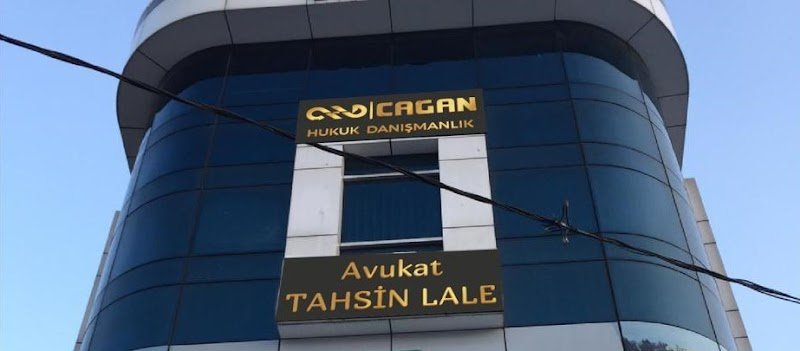 CAGAN
HUKUK DANIŞMANLIK
Avukat
TAHSİN LALE